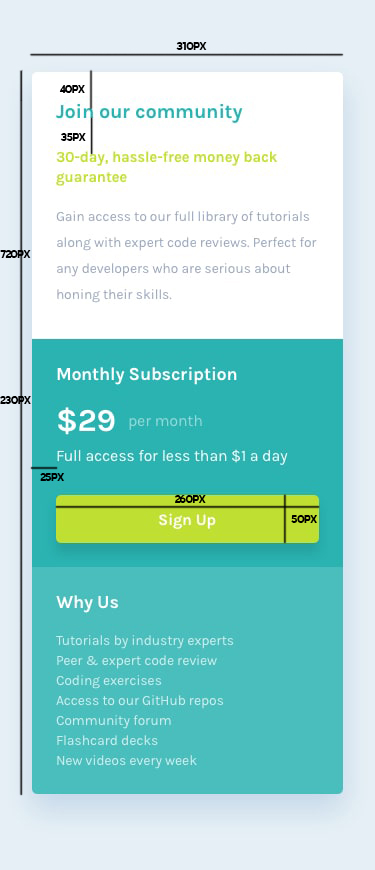 310PX
40PX
Join our community
35PX
30-day, hassle-free money back
guarantee
Gain access to our full library of tutorials
along with expert code reviews. Perfect for
any developers who are serious about
honing their skills.
720PX
Monthly Subscription
230PX
$29 per month
Full access for less than $1 a day
25PX
260PX
Sign Up
50PX
Why Us
Tutorials by industry experts
Peer & expert code review
Coding exercises
Access to our GitHub repos
Community forum
Flashcard decks
New videos every week